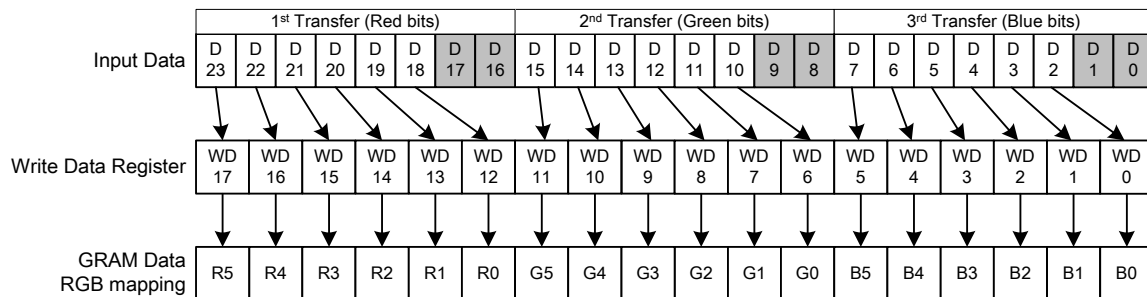 1st Transfer (Red bits) 2nd Transfer (Green bits) 3rd Transfer (Blue bits)
Input Data D 23 D 22 D 21 D 20 D 19 D 18 D 17 D 16 D 15 D 14 D 13 D 12 D 11 D 10 D 9 D 8 D 7 D 6 D 5 D 4 D 3 D 2 D 1 D 0
Write Data Register WD 17 WD 16 WD 15 WD 14 WD 13 WD 12 WD 11 WD 10 WD 9 WD 8 WD 7 WD 6 WD 5 WD 4 WD 3 WD 2 WD 1 WD 0
GRAM Data
RGB mapping R5 R4 R3 R2 R1 R0 G5 G4 G3 G2 G1 G0 B5 B4 B3 B2 B1 B0